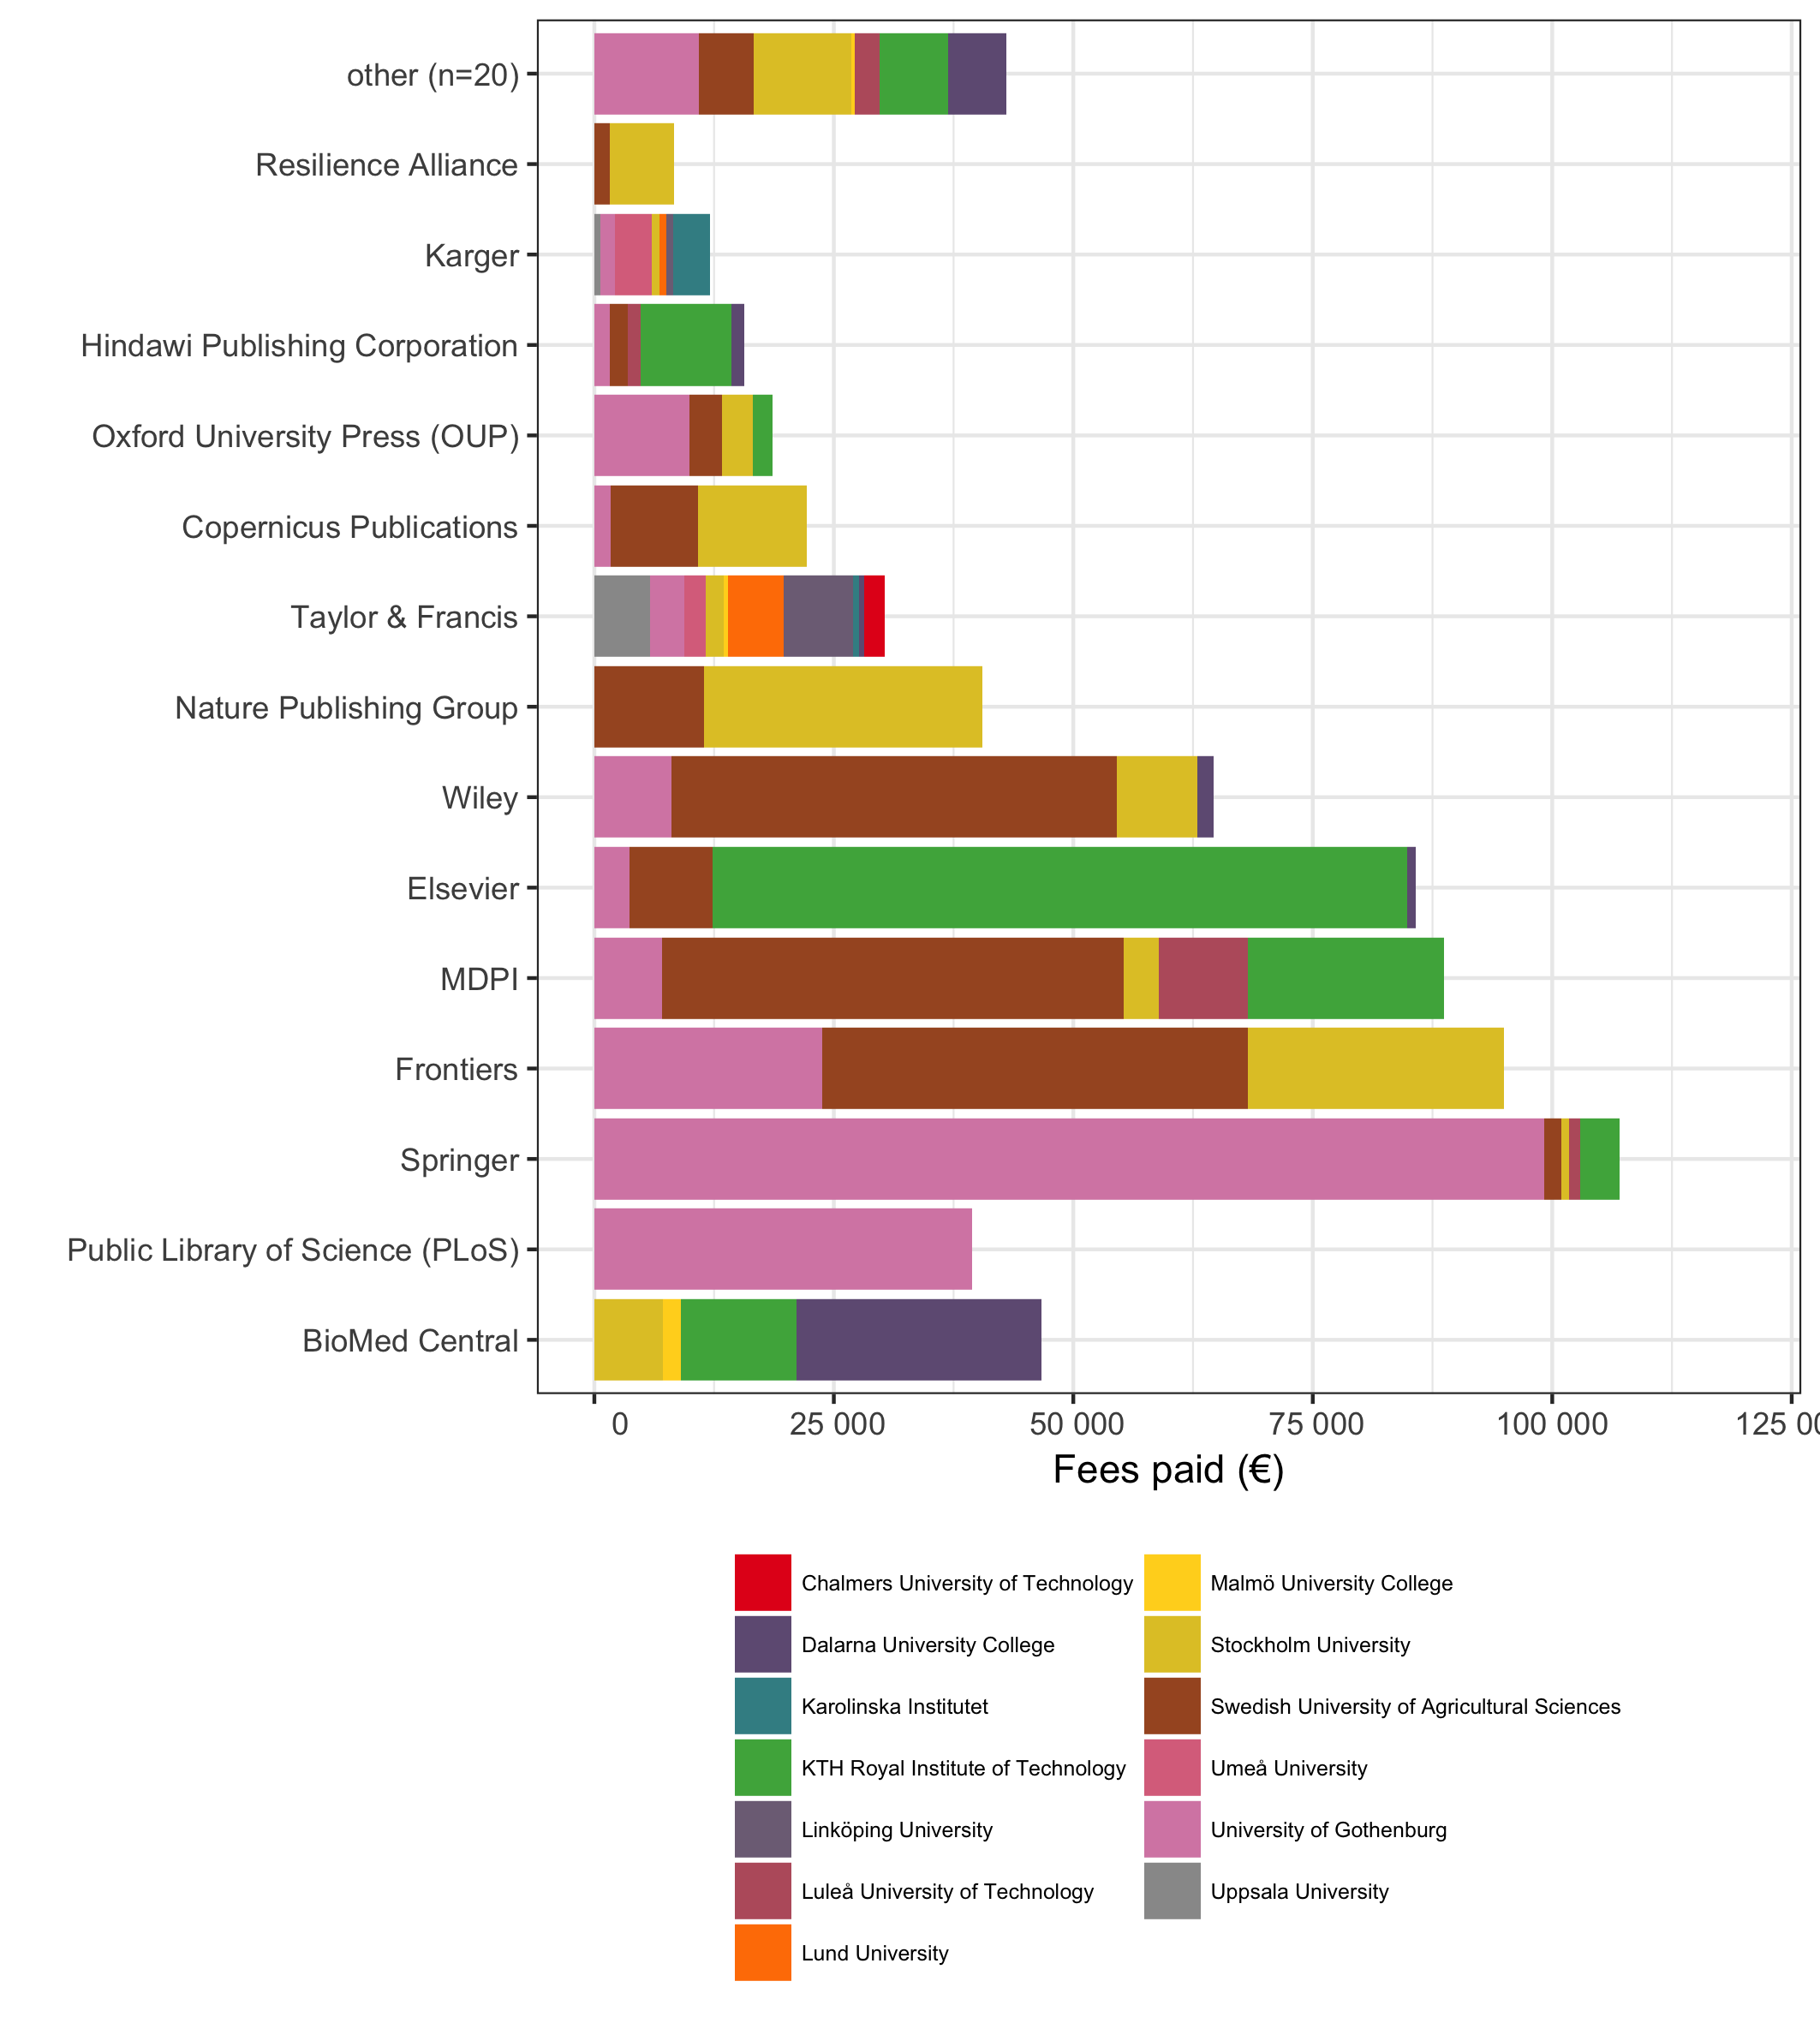 other (n=20)
Resilience Alliance
Karger
Hindawi Publishing Corporation
Oxford University Press (OUP)
Copernicus Publications
Taylor & Francis
Nature Publishing Group
Wiley
Elsevier
MDPI
Frontiers
Springer
Public Library of Science (PLoS)
BioMed Central
0 25 000 50 000 75 000 100 000 125 00
Fees paid (€)
Chalmers University of Technology
Dalarna University College
Karolinska Institutet
KTH Royal Institute of Technology
Linköping University
Luleå University of Technology
Lund University
Malmö University College
Stockholm University
Swedish University of Agricultural Sciences
Umeå University
University of Gothenburg
Uppsala University